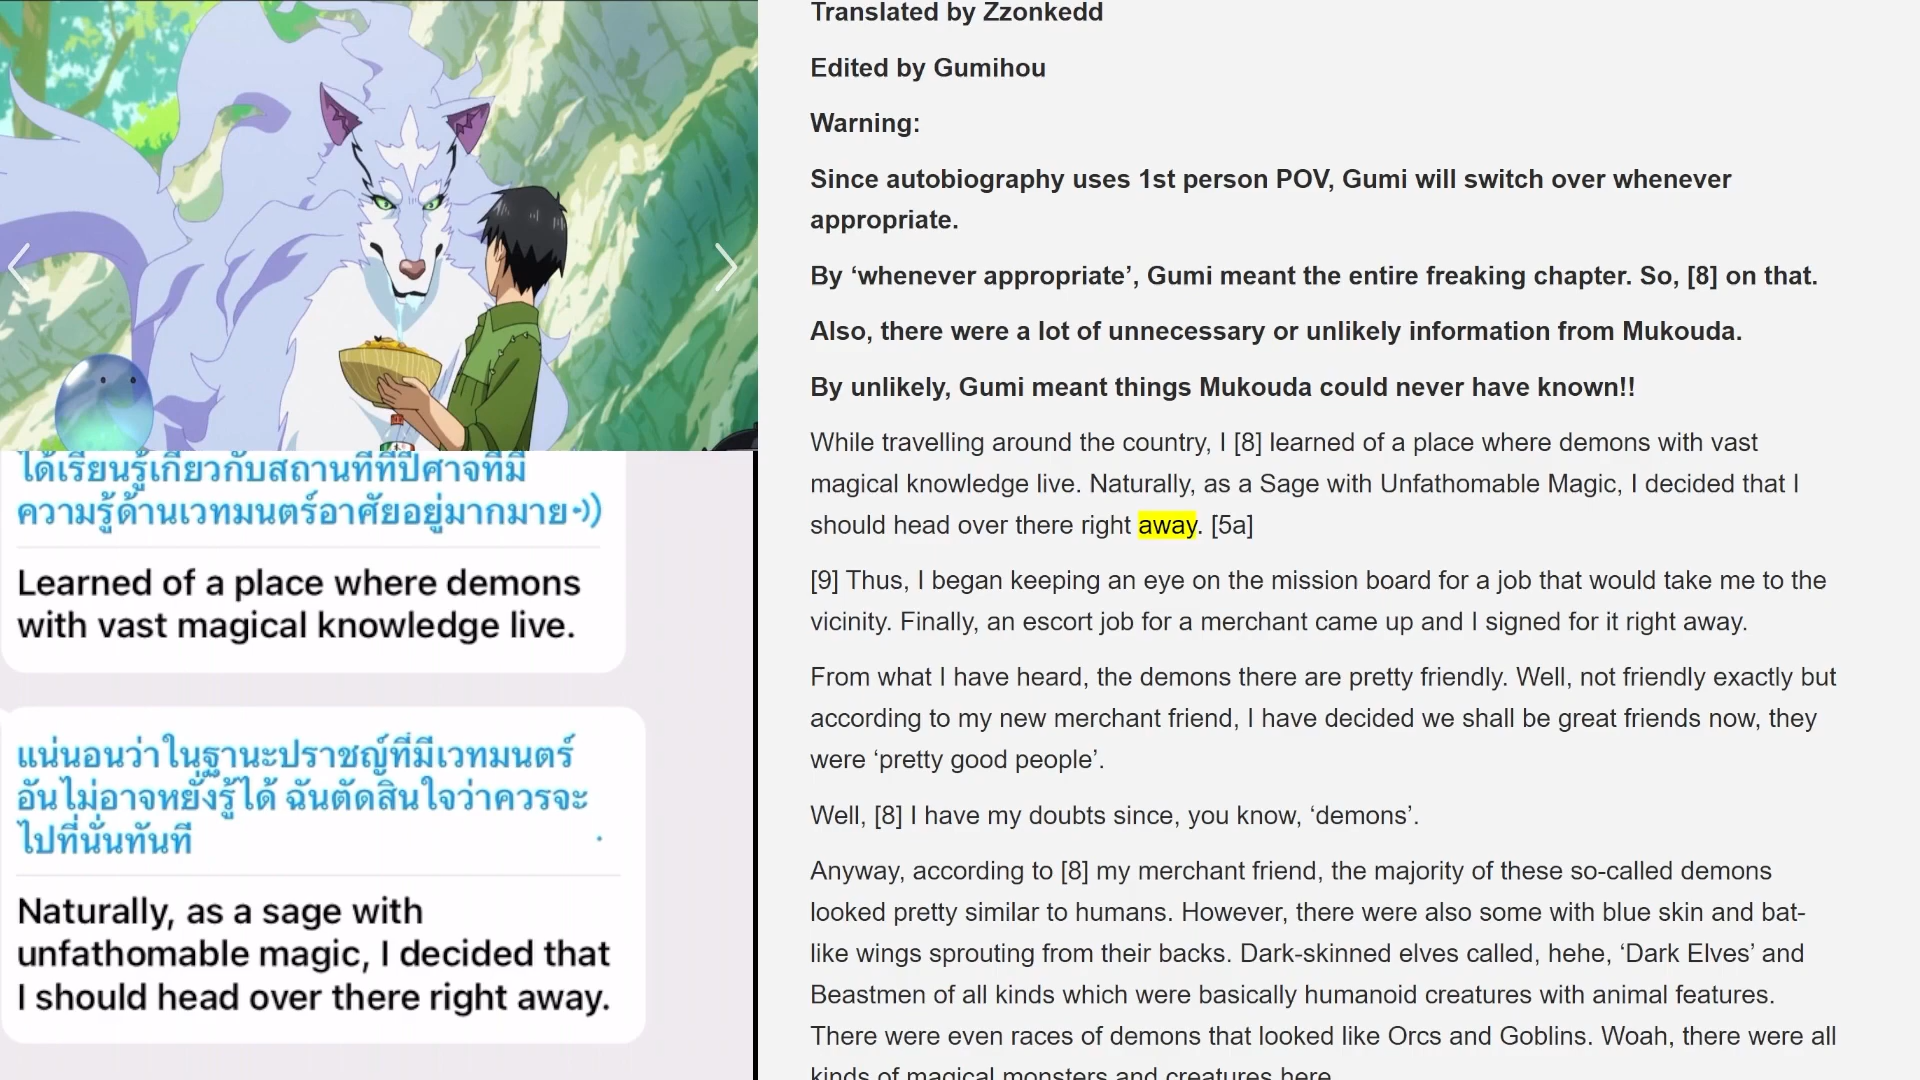 ได้เรียนรู้เกี่ยวกับสถานที่ที่ปีศาจที่มี
ความรู้ด้านเวทมนตร์อาศัยอยู่มากมาย
Learned of a place where demons
with vast magical knowledge live.
แน่นอนว่าในฐานะปราชญ์ที่มีเวทมนตร์
อันไม่อาจหยั่งรู้ได้ ฉันตัดสินใจว่าควรจะ
ไปที่นั่นทันที
Naturally, as a sage with
unfathomable magic, I decided that
I should head over there right away.
Translated by Zzonkedd
Edited by Gumihou
Warning:
Since autobiography uses 1st person POV, Gumi will switch over whenever
appropriate.
By ‘whenever appropriate’, Gumi meant the entire freaking chapter. So, [8] on that.
Also, there were a lot of unnecessary or unlikely information from Mukouda.
By unlikely, Gumi meant things Mukouda could never have known!!
While travelling around the country, I [8] learned of a place where demons with vast
magical knowledge live. Naturally, as a Sage with Unfathomable Magic, I decided that I
should head over there right away. [5a]
[9] Thus, I began keeping an eye on the mission board for a job that would take me to the
vicinity. Finally, an escort job for a merchant came up and I signed for it right away.
From what I have heard, the demons there are pretty friendly. Well, not friendly exactly but
according to my new merchant friend, I have decided we shall be great friends now, they
were ‘pretty good people’.
Well, [8] I have my doubts since, you know, ‘demons’.
Anyway, according to [8] my merchant friend, the majority of these so-called demons
looked pretty similar to humans. However, there were also some with blue skin and bat-
like wings sprouting from their backs. Dark-skinned elves called, hehe, ‘Dark Elves’ and
Beastmen of all kinds which were basically humanoid creatures with animal features.
There were even races of demons that looked like Orcs and Goblins. Woah, there were all
kinds of magical monsters and creatures here.